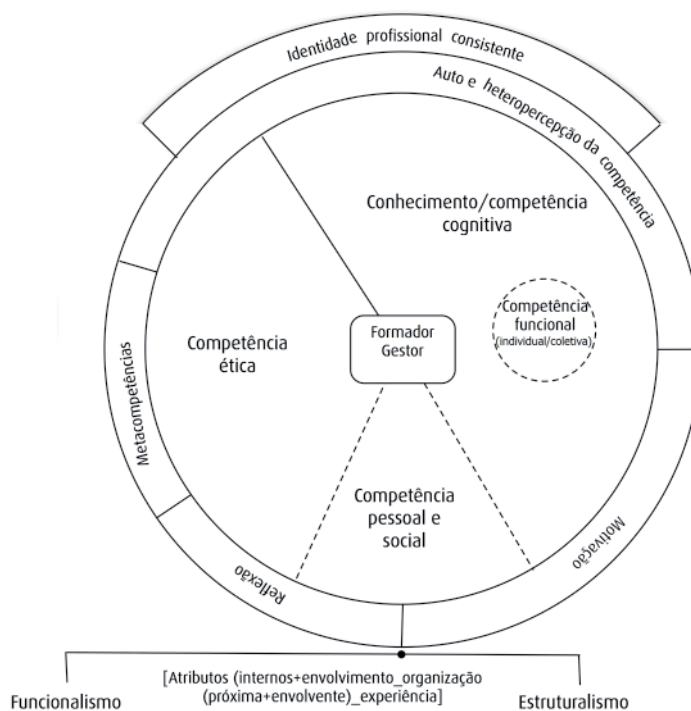 Identidade profissional consistente
Auto e heteropercepção da competência
Conhecimento/competência
cognitiva
Competência
funcional
(individual/coletiva)
Formador
Gestor
Competência
ética
Metacompetências
Competência
pessoal e
social
Motivação
Reflexão
[Atributos (internos+envolvimento_organização
(próxima+envolvente)_experiência]
Funcionalismo
Estruturalismo